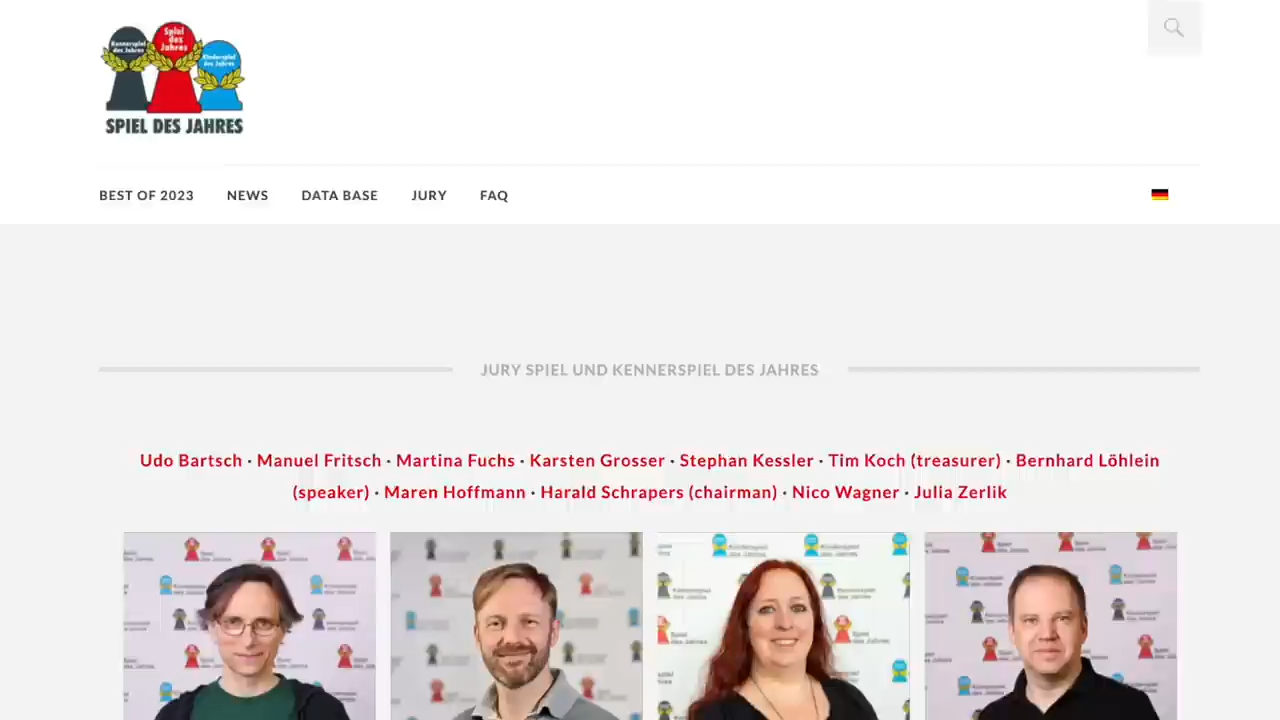 Kennerspiel
des Jahres
Spiel
des
Jahres
Kinderspiel
des Jahres
SPIEL DES JAHRES
BEST OF 2023 NEWS DATA BASE JURY FAQ
JURY SPIEL UND KENNERSPIEL DES JAHRES
Udo Bartsch · Manuel Fritsch · Martina Fuchs · Karsten Grosser · Stephan Kessler · Tim Koch (treasurer) · Bernhard Löhlein
(speaker) · Maren Hoffmann · Harald Schrapers (chairman) · Nico Wagner · Julia Zerlik